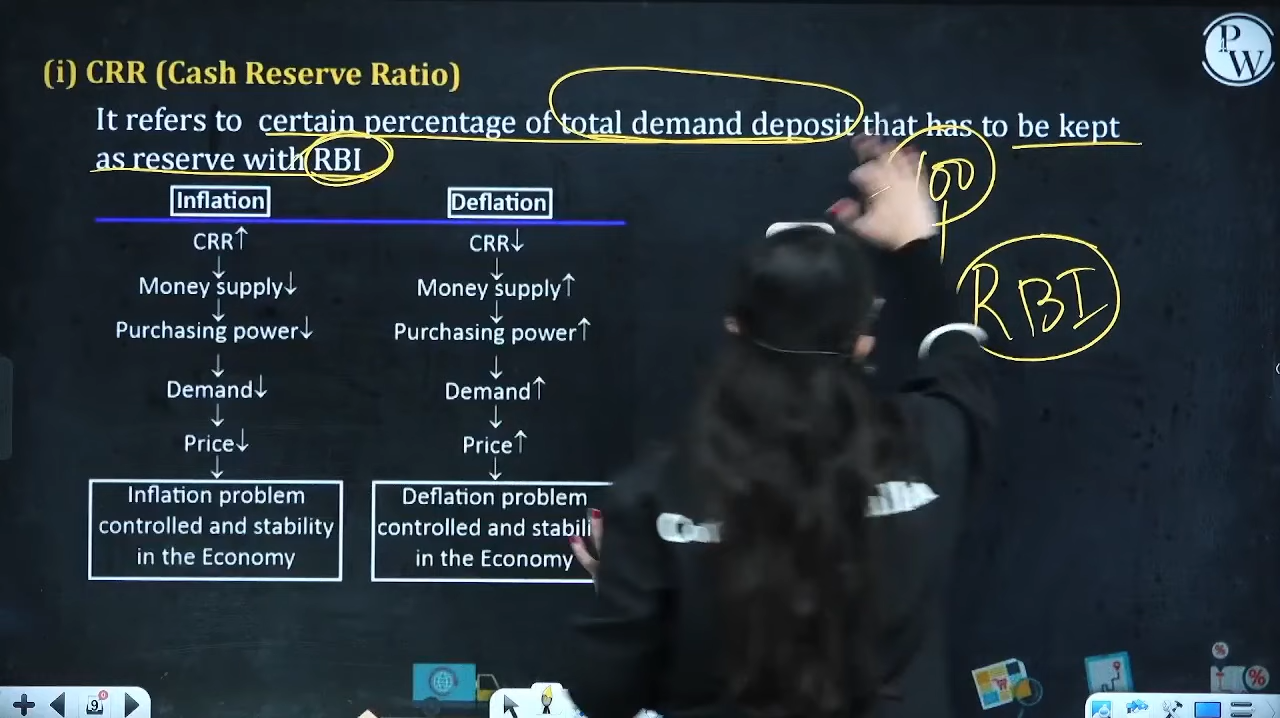 (i) CRR (Cash Reserve Ratio)
It refers to certain percentage of total demand deposit that has to be kept
as reserve with RBI
100
RBI
Inflation
CRR↑
↓
Money supply↓
↓
Purchasing power↓
↓
Demand↓
↓
Price↓
↓
Inflation problem
controlled and stability
in the Economy
Deflation
CRR↓
↓
Money supply↑
↓
Purchasing power↑
↓
Demand↑
↓
Price↑
↓
Deflation problem
controlled and stabili
in the Economy
P
W
9